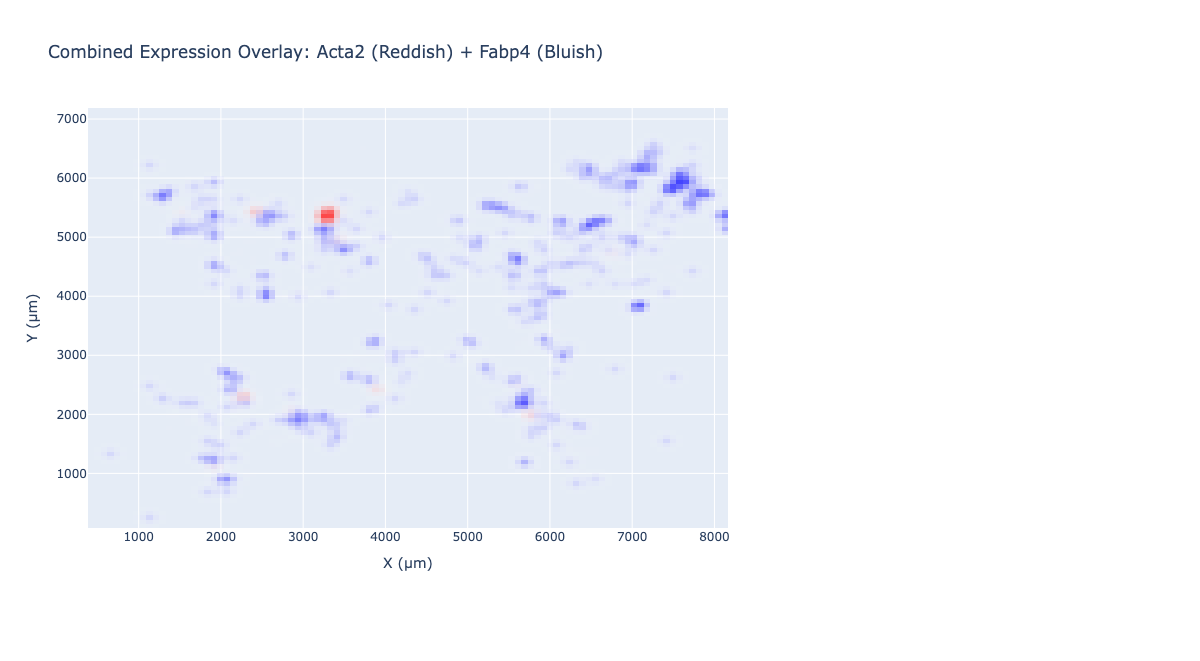 Combined Expression Overlay: Acta2 (Reddish) + Fabp4 (Bluish)
7000
6000
5000
4000
3000
2000
1000
Y (μm)
1000 2000 3000 4000 5000 6000 7000 8000
X (μm)